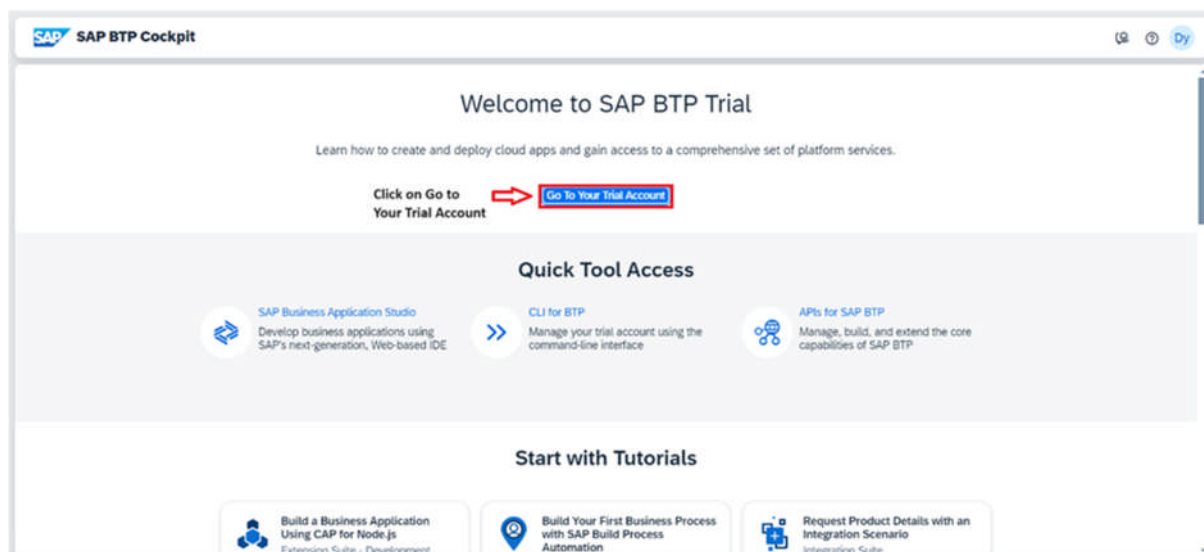 SAP SAP BTP Cockpit
Dy
Welcome to SAP BTP Trial
Learn how to create and deploy cloud apps and gain access to a comprehensive set of platform services.
Click on Go to
Your Trial Account
Go To Your Trial Account
Quick Tool Access
SAP Business Application Studio
Develop business applications using
SAP's next-generation, Web-based IDE
CLI for BTP
Manage your trial account using the
command-line interface
APIs for SAP BTP
Manage, build, and extend the core
capabilities of SAP BTP
Start with Tutorials
Build a Business Application
Using CAP for Node.js
Extension Suite - Development
Build Your First Business Process
with SAP Build Process
Automation
Request Product Details with an
Integration Scenario
Integration Suite